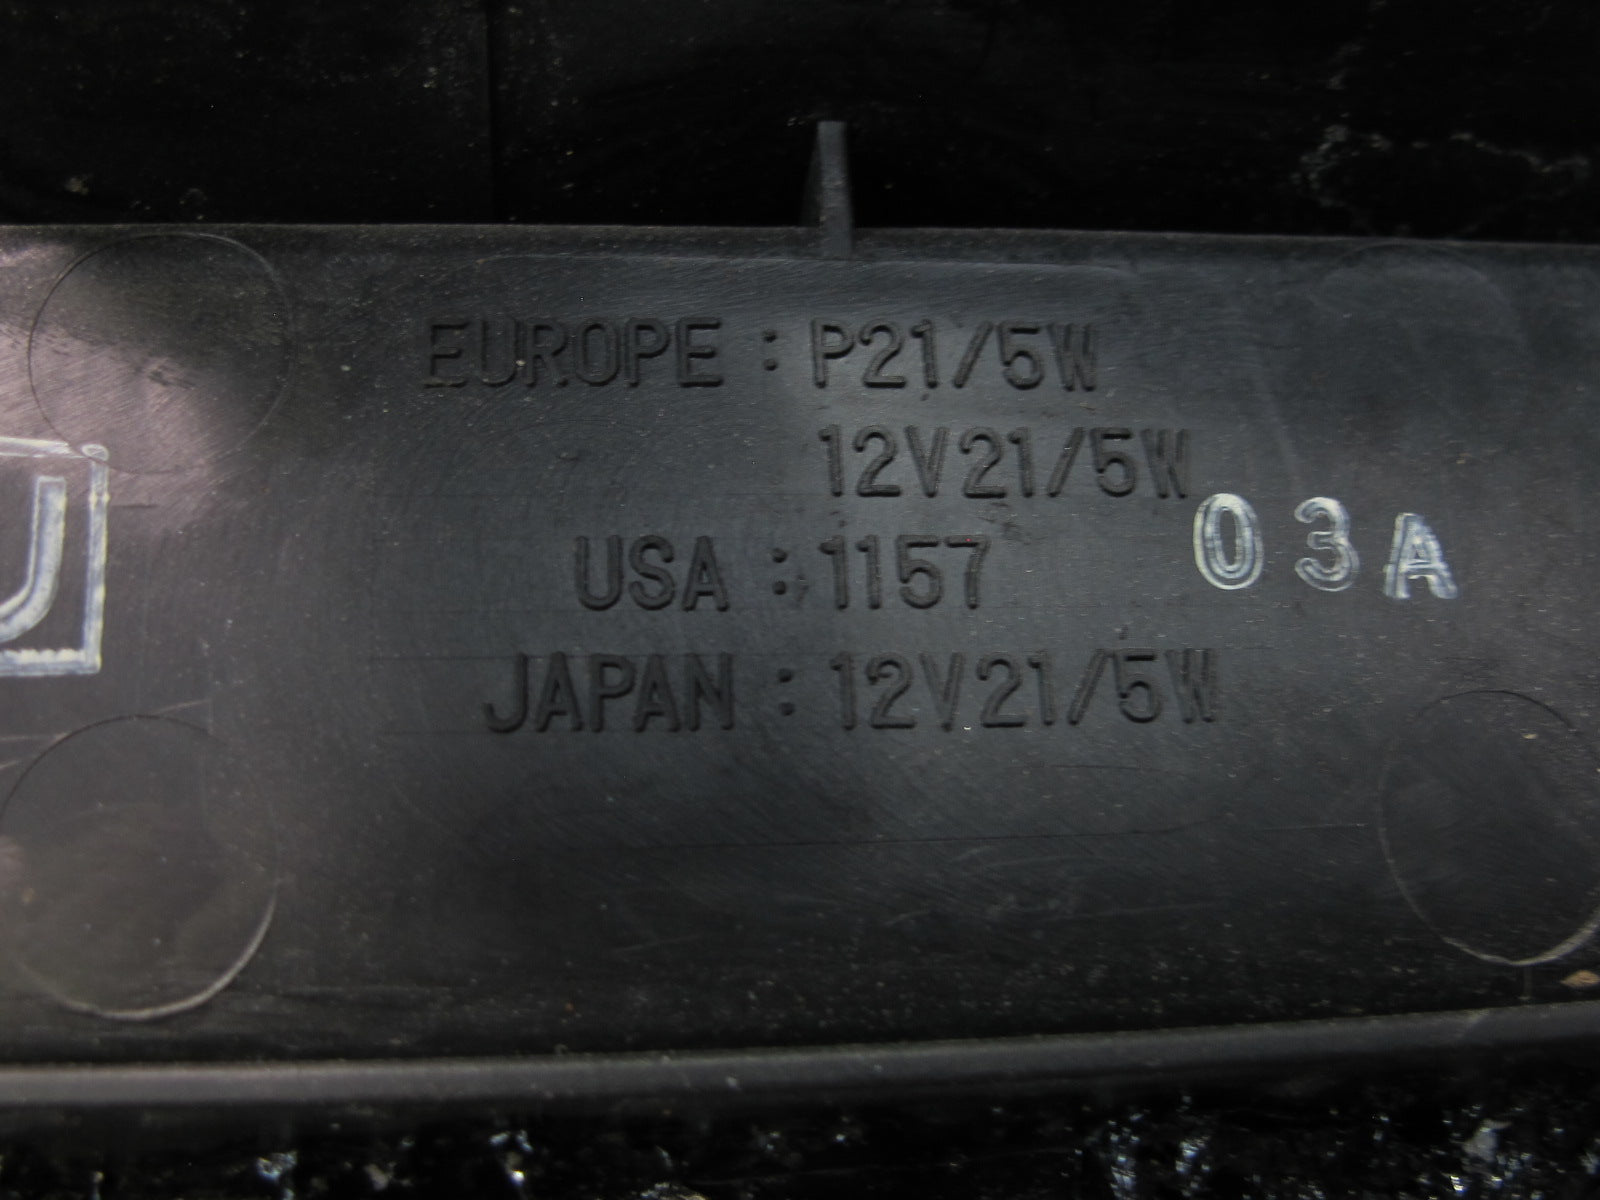 EUROPE : P21/5W
12V21/5W
USA : 1157
03A
JAPAN : 12V21/5W